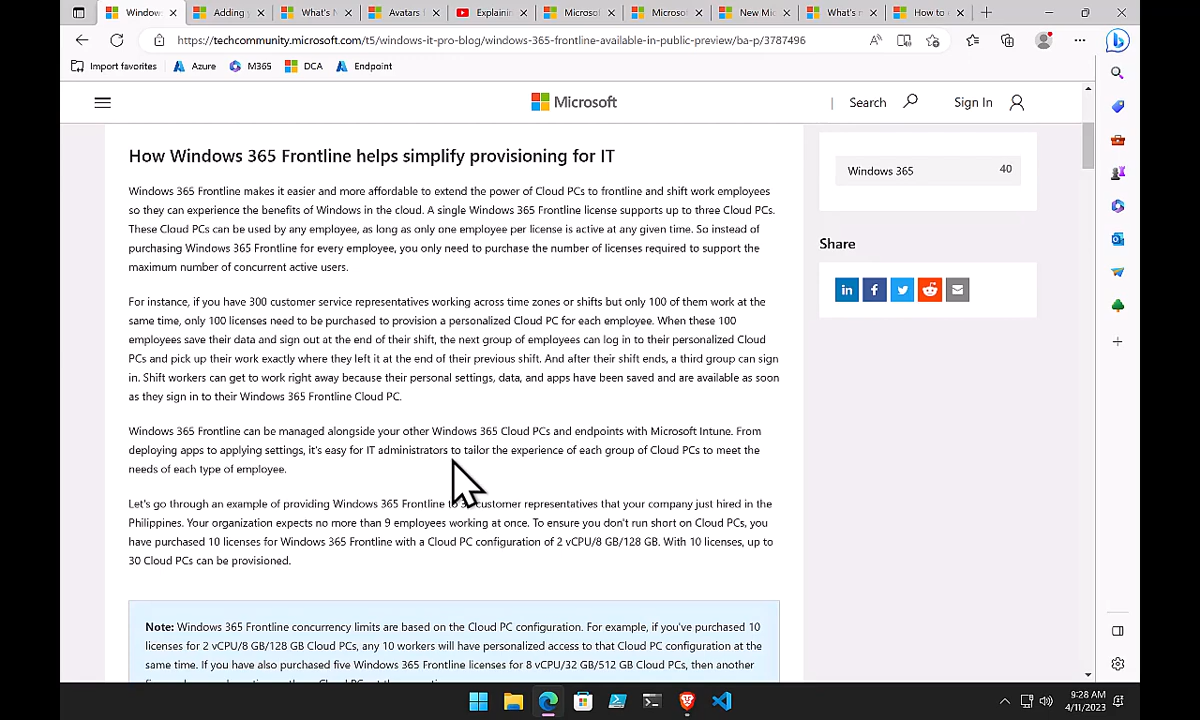 Window:
Adding y
What's N
Avatars f
Explainin
Microsof
Microsof
New Mic
What's n
How to c
https://techcommunity.microsoft.com/t5/windows-it-pro-blog/windows-365-frontline-available-in-public-preview/ba-p/3787496
Import favorites
Azure
M365
DCA
Endpoint
Microsoft
Search
Sign In
How Windows 365 Frontline helps simplify provisioning for IT
Windows 365 Frontline makes it easier and more affordable to extend the power of Cloud PCs to frontline and shift work employees
so they can experience the benefits of Windows in the cloud. A single Windows 365 Frontline license supports up to three Cloud PCs.
These Cloud PCs can be used by any employee, as long as only one employee per license is active at any given time. So instead of
purchasing Windows 365 Frontline for every employee, you only need to purchase the number of licenses required to support the
maximum number of concurrent active users.
For instance, if you have 300 customer service representatives working across time zones or shifts but only 100 of them work at the
same time, only 100 licenses need to be purchased to provision a personalized Cloud PC for each employee. When these 100
employees save their data and sign out at the end of their shift, the next group of employees can log in to their personalized Cloud
PCs and pick up their work exactly where they left it at the end of their previous shift. And after their shift ends, a third group can sign
in. Shift workers can get to work right away because their personal settings, data, and apps have been saved and are available as soon
as they sign in to their Windows 365 Frontline Cloud PC.
Windows 365 Frontline can be managed alongside your other Windows 365 Cloud PCs and endpoints with Microsoft Intune. From
deploying apps to applying settings, it's easy for IT administrators to tailor the experience of each group of Cloud PCs to meet the
needs of each type of employee.
Let's go through an example of providing Windows 365 Frontline to customer representatives that your company just hired in the
Philippines. Your organization expects no more than 9 employees working at once. To ensure you don't run short on Cloud PCs, you
have purchased 10 licenses for Windows 365 Frontline with a Cloud PC configuration of 2 vCPU/8 GB/128 GB. With 10 licenses, up to
30 Cloud PCs can be provisioned.
Note: Windows 365 Frontline concurrency limits are based on the Cloud PC configuration. For example, if you've purchased 10
licenses for 2 vCPU/8 GB/128 GB Cloud PCs, any 10 workers will have personalized access to that Cloud PC configuration at the
same time. If you have also purchased five Windows 365 Frontline licenses for 8 vCPU/32 GB/512 GB Cloud PCs, then another
Windows 365
40
Share
9:28 AM
4/11/2023